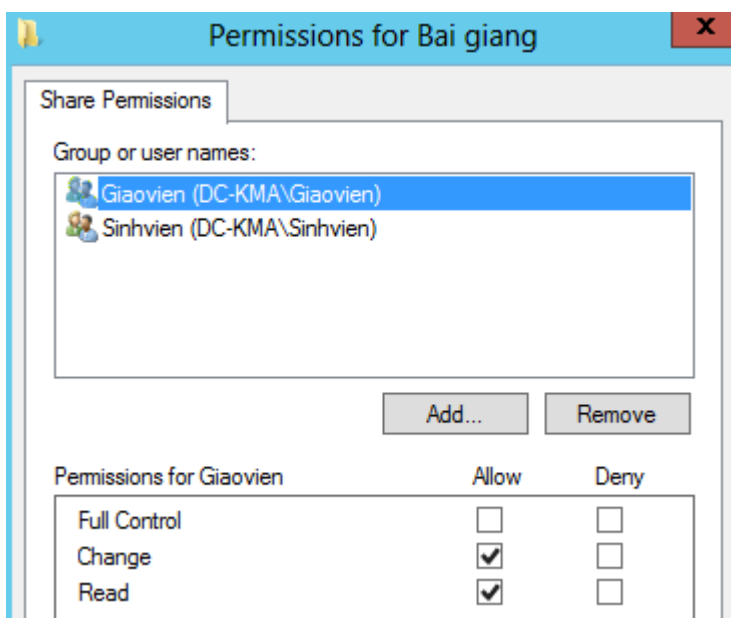 Permissions for Bai giang
x
Share Permissions
Group or user names:
Giaovien (DC-KMA\Giaovien)
Sinhvien (DC-KMA\Sinhvien)
Add... Remove
Permissions for Giaovien Allow Deny
Full Control
Change
Read